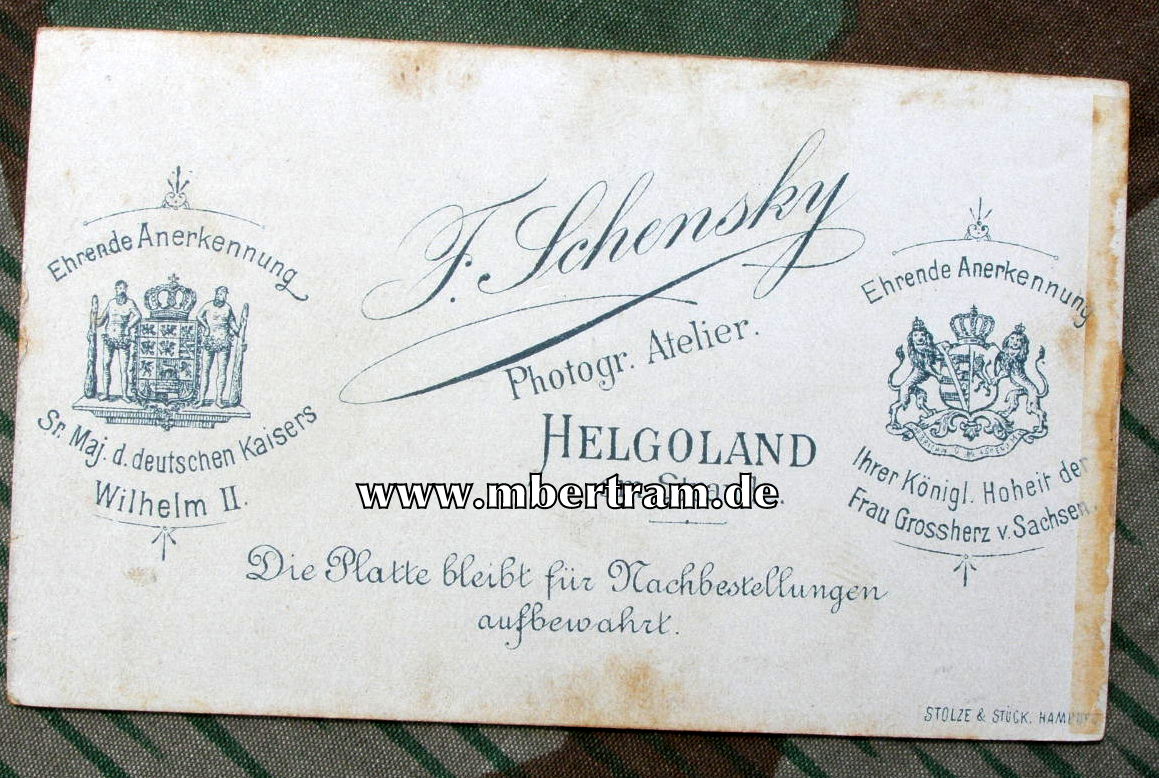 Ehrende Anerkennung
Sr. Maj. d. deutschen Kaisers
Wilhelm II.
F. Schensky
Photogr. Atelier.
HELGOLAND
www.mbertram.de
Ehrende Anerkennung
Ihrer Königl. Hoheit der
Frau Grossherz v. Sachsen.
Die Platte bleibt für Nachbestellungen
aufbewahrt.
STOLZE & STÜCK. HAMBURG